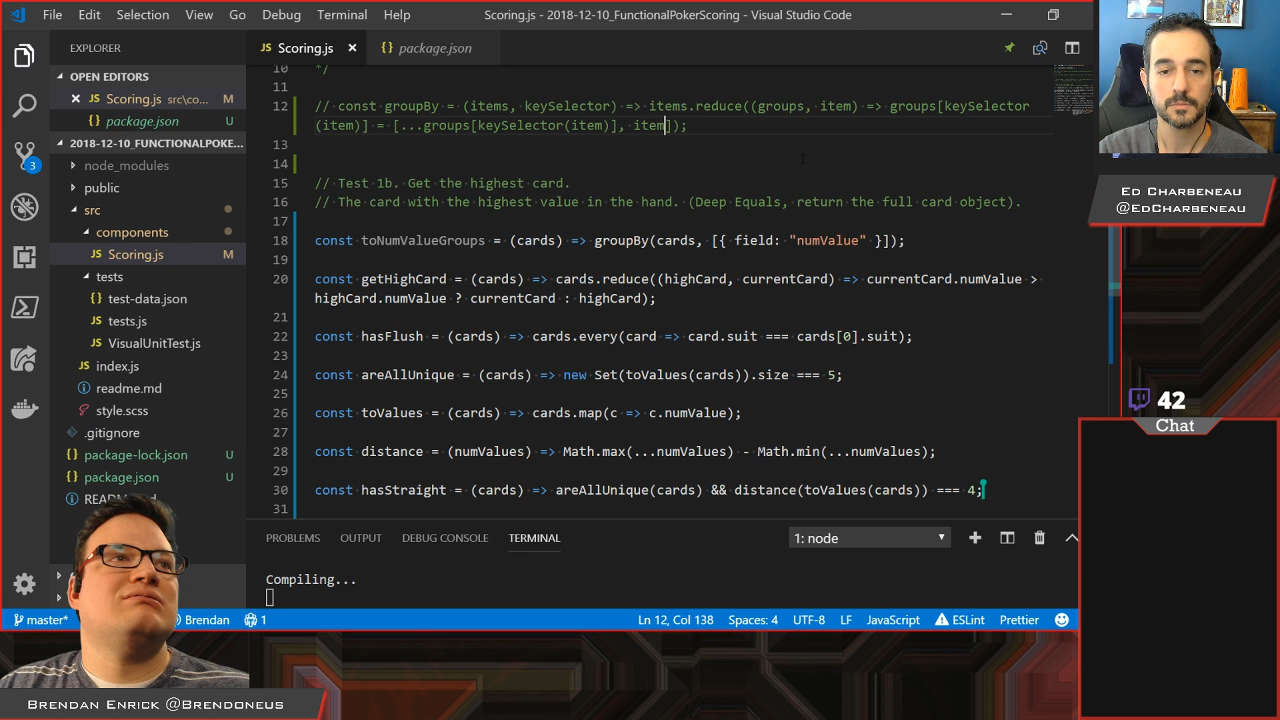 File Edit Selection View Go Debug Terminal Help
Scoring.js - 2018-12-10_FunctionalPokerScoring - Visual Studio Code
EXPLORER
OPEN EDITORS
Scoring.js src\co... M
{} package.json U
2018-12-10_FUNCTIONALPOKE...
node_modules
public
src
components
JS Scoring.js M
tests
{} test-data.json
JS tests.js
JS VisualUnitTest.js
JS index.js
readme.md
style.scss
.gitignore
{} package-lock.json U
{} package.json U
JS Scoring.js
{} package.json
10 */
11
12 // const groupBy = (items, keySelector) => items.reduce((groups, item) => groups[keySelector
(item)] = [...groups[keySelector(item)], item]);
13
14
15 // Test 1b. Get the highest card.
16 // The card with the highest value in the hand. (Deep Equals, return the full card object).
17
18 const toNumValueGroups = (cards) => groupBy(cards, [{ field: "numValue" }]);
19
20 const getHighCard = (cards) => cards.reduce((highCard, currentCard) => currentCard.numValue >
highCard.numValue ? currentCard : highCard);
21
22 const hasFlush = (cards) => cards.every(card => card.suit === cards[0].suit);
23
24 const areAllUnique = (cards) => new Set(toValues(cards)).size === 5;
25
26 const toValues = (cards) => cards.map(c => c.numValue);
27
28 const distance = (numValues) => Math.max(...numValues) - Math.min(...numValues);
29
30 const hasStraight = (cards) => areAllUnique(cards) && distance(toValues(cards)) === 4;
31
PROBLEMS OUTPUT DEBUG CONSOLE TERMINAL
1: node
Compiling...
3
master* Brendan 1
Ln 12, Col 138 Spaces: 4 UTF-8 LF JavaScript ESLint Prettier
Ed Charbeneau
@EdCharbeneau
42
Chat
Brendan Enrick @Brendoneus